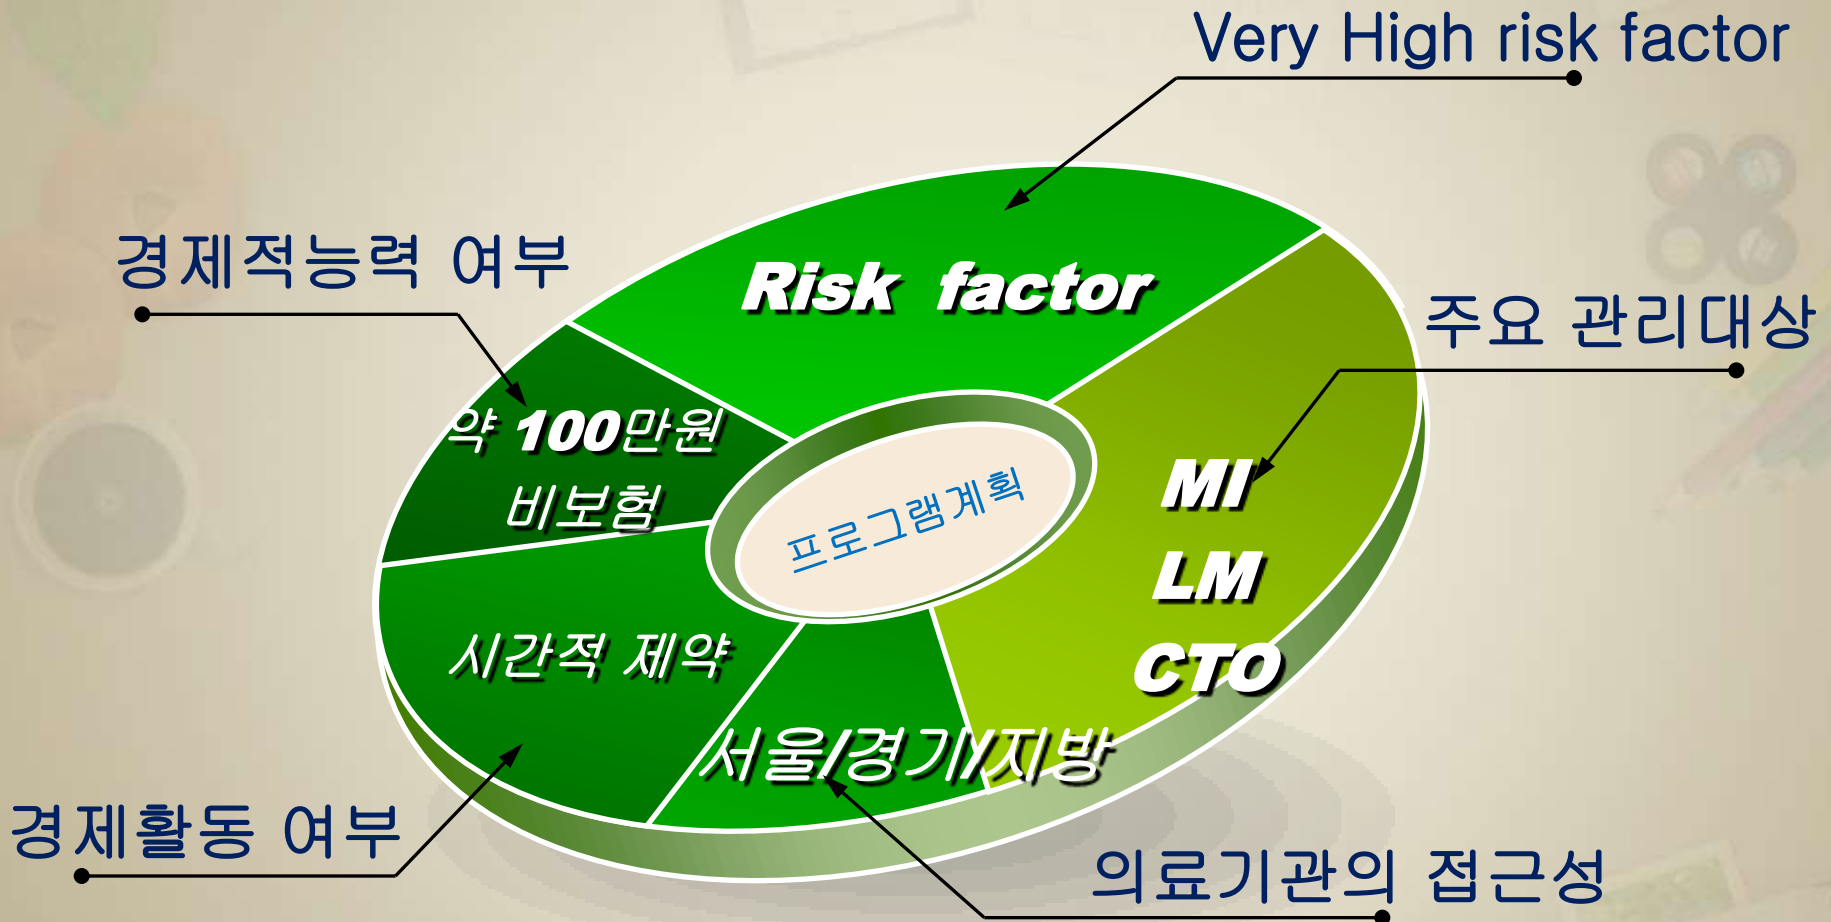 Very High risk factor
경제적능력 여부
Risk factor
주요 관리대상
약 100만원
비보험
MI
LM
CTO
프로그램계획
시간적 제약
서울/경기/지방
경제활동 여부
의료기관의 접근성